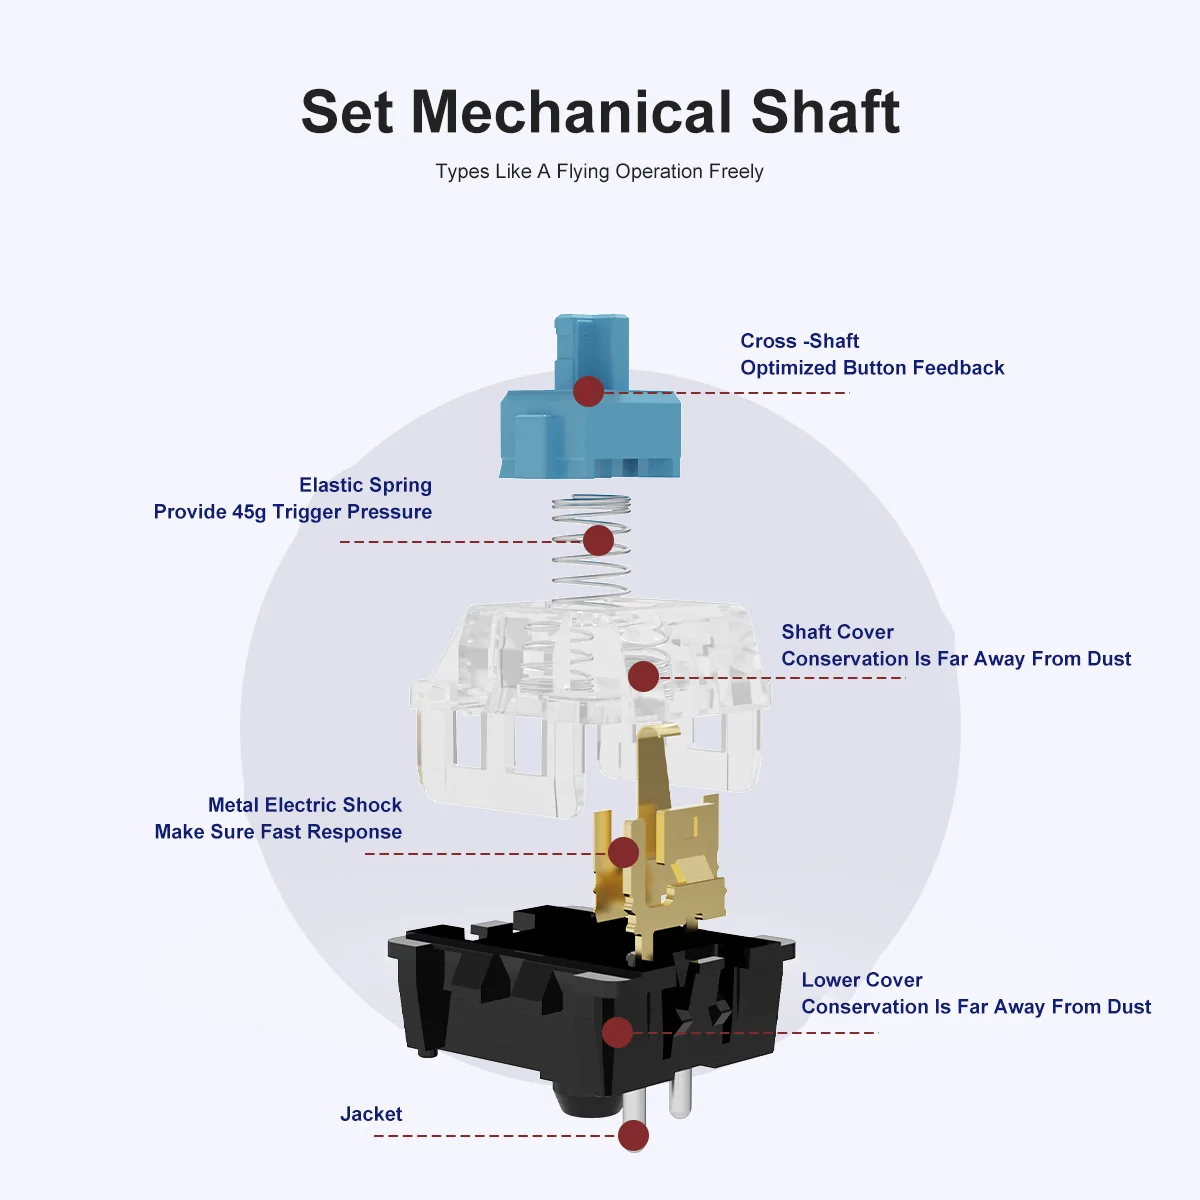 Set Mechanical Shaft
Types Like A Flying Operation Freely
Cross -Shaft
Optimized Button Feedback
Elastic Spring
Provide 45g Trigger Pressure
Shaft Cover
Conservation Is Far Away From Dust
Metal Electric Shock
Make Sure Fast Response
Lower Cover
Conservation Is Far Away From Dust
Jacket